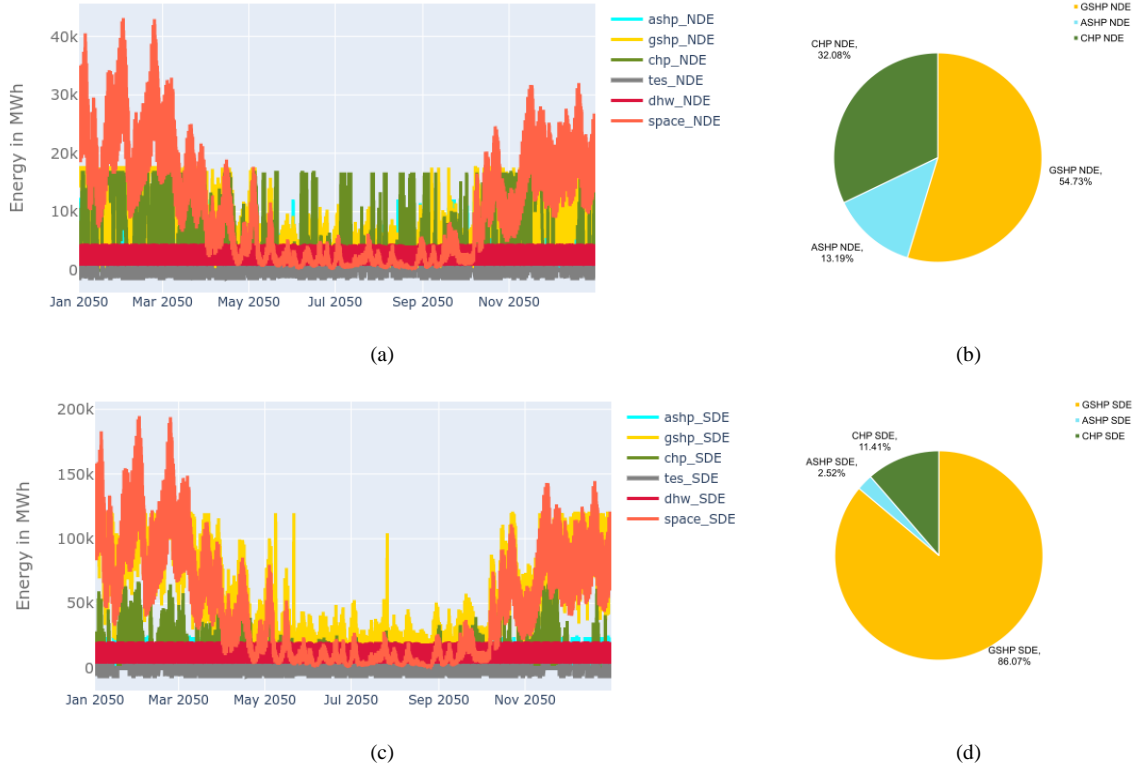 ashp_NDE
gshp_NDE
chp_NDE
tes_NDE
dhw_NDE
space_NDE
Energy in MWh
40k
30k
20k
10k
0
Jan 2050
Mar 2050
May 2050
Jul 2050
Sep 2050
Nov 2050
(a)
GSHP NDE
ASHP NDE
CHP NDE
CHP NDE,
32.08%
GSHP NDE,
54.73%
ASHP NDE,
13.19%
(b)
ashp_SDE
gshp_SDE
chp_SDE
tes_SDE
dhw_SDE
space_SDE
Energy in MWh
200k
150k
100k
50k
0
Jan 2050
Mar 2050
May 2050
Jul 2050
Sep 2050
Nov 2050
(c)
GSHP SDE
ASHP SDE
CHP SDE
CHP SDE,
11.41%
ASHP SDE,
2.52%
GSHP SDE,
86.07%
(d)